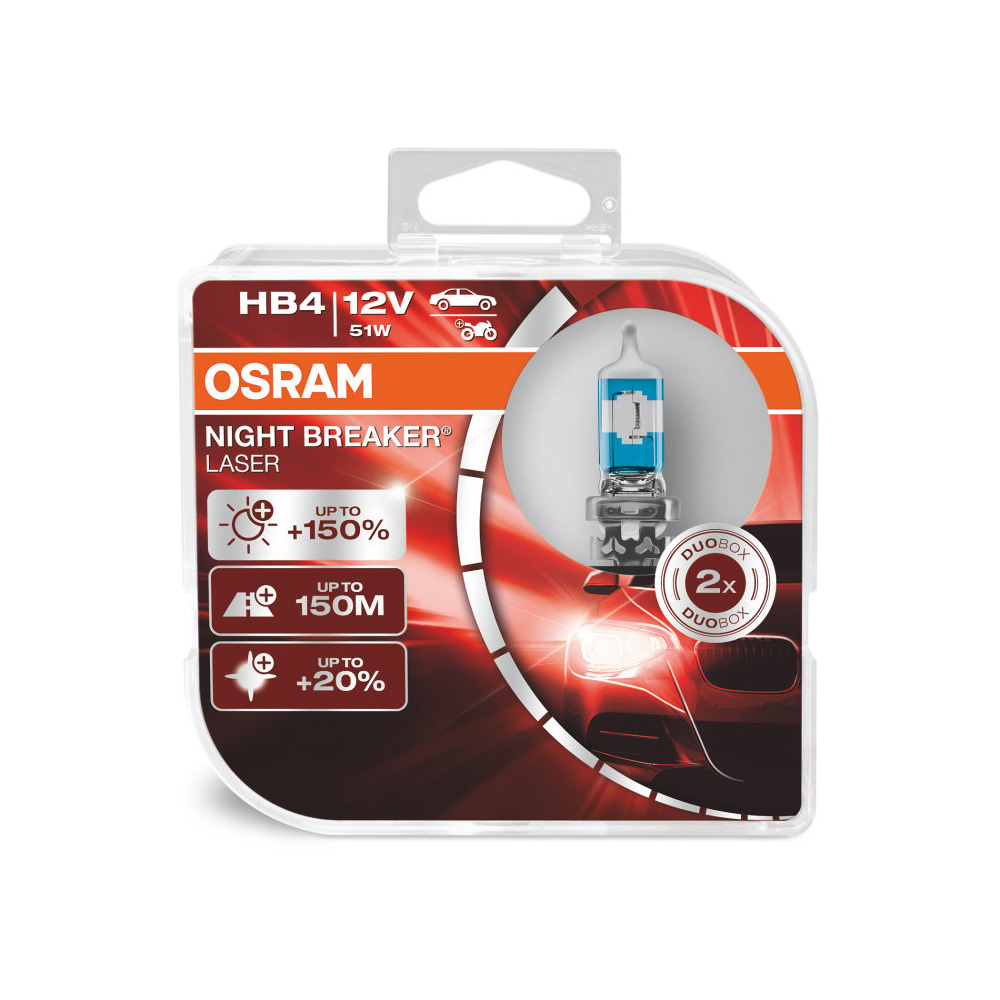 HB4 12V
51W
OSRAM
NIGHT BREAKER®
LASER
UP TO
+150%
UP TO
150M
UP TO
+20%
DUOBOX
2x
DUOBOX